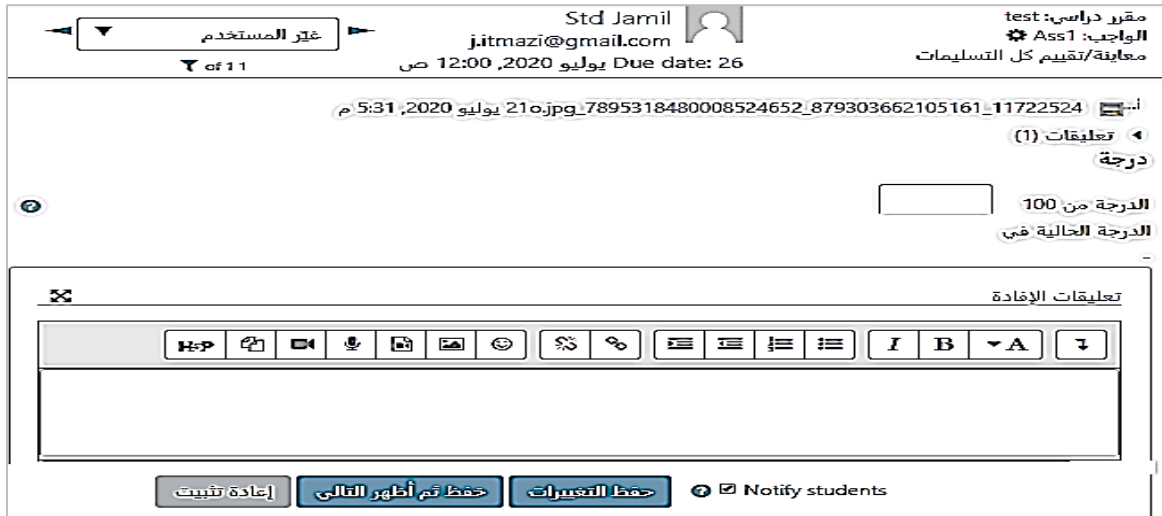 مقرر دراسي: test
الواجب: Ass1
معاينة/تقييم كل التسليمات
Std Jamil
j.itmazi@gmail.com
Due date: 26 يوليو 2020, 12:00 ص
غيّر المستخدم
1 of 1
11722524_879303662105161_7895318480008524652_o.jpg 21 يوليو 2020, 5:31 م
تعليقات (1)
درجة
الدرجة من 100
الدرجة الحالية في
-
تعليقات الإفادة
A B I H-P
Notify students حفظ التغييرات حفظ ثم أظهر التالي إعادة تثبيت